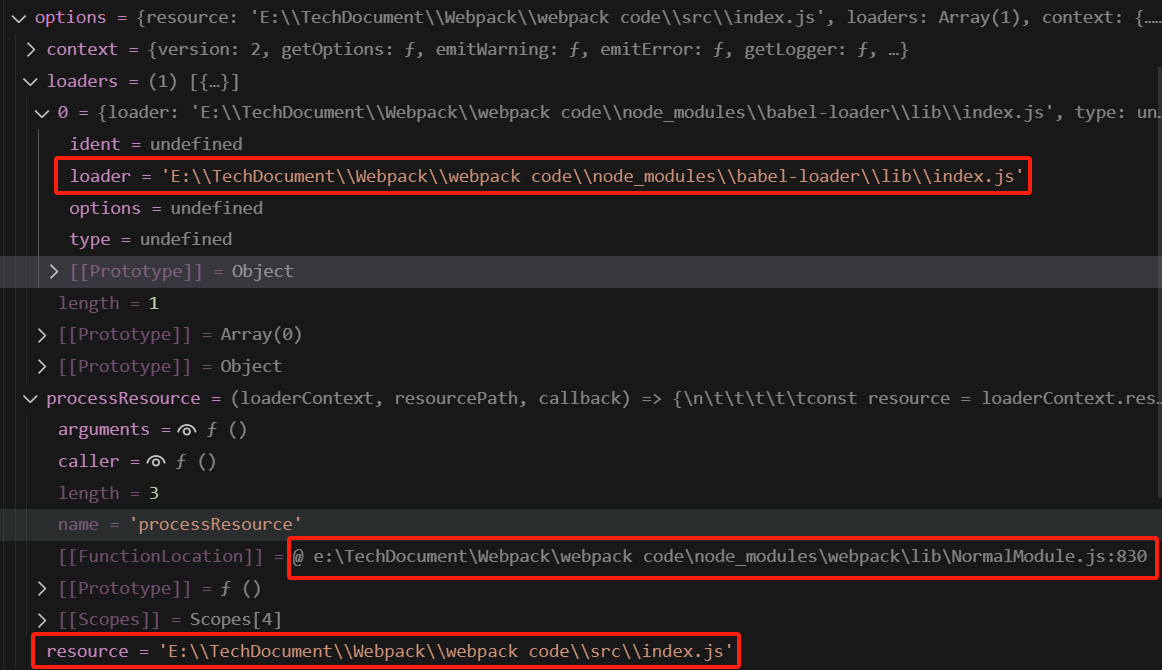 options = {resource: 'E:\\TechDocument\\Webpack\\webpack code\\src\\index.js', loaders: Array(1), context: {……
context = {version: 2, getOptions: ƒ, emitWarning: ƒ, emitError: ƒ, getLogger: ƒ, …}
loaders = (1) [{…}]
0 = {loader: 'E:\\TechDocument\\Webpack\\webpack code\\node_modules\\babel-loader\\lib\\index.js', type: un…
ident = undefined
loader = 'E:\\TechDocument\\Webpack\\webpack code\\node_modules\\babel-loader\\lib\\index.js'
options = undefined
type = undefined
[[Prototype]] = Object
length = 1
[[Prototype]] = Array(0)
[[Prototype]] = Object
processResource = (loaderContext, resourcePath, callback) => {\n\t\t\t\t\tconst resource = loaderContext.res…
arguments = ƒ ()
caller = ƒ ()
length = 3
name = 'processResource'
[[FunctionLocation]] = @ e:\TechDocument\Webpack\webpack code\node_modules\webpack\lib\NormalModule.js:830
[[Prototype]] = ƒ ()
[[Scopes]] = Scopes[4]
resource = 'E:\\TechDocument\\Webpack\\webpack code\\src\\index.js'